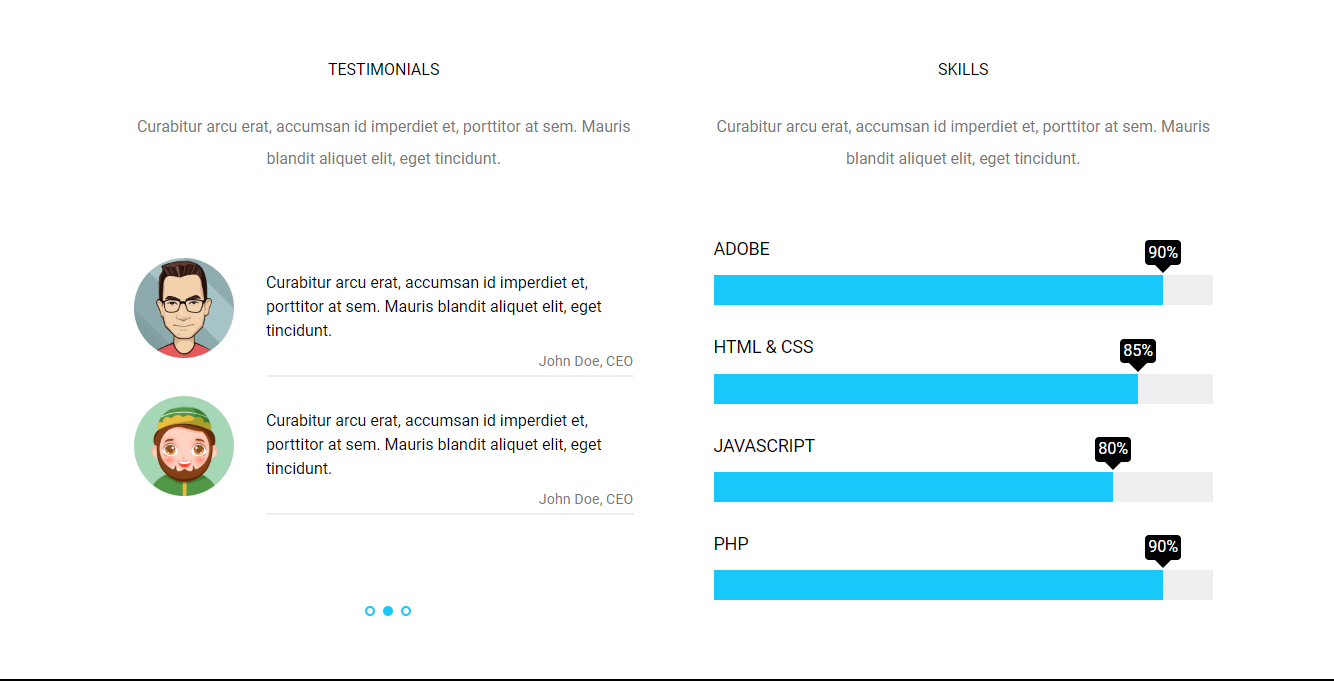 TESTIMONIALS
Curabitur arcu erat, accumsan id imperdiet et, porttitor at sem. Mauris
blandit aliquet elit, eget tincidunt.
Curabitur arcu erat, accumsan id imperdiet et,
porttitor at sem. Mauris blandit aliquet elit, eget
tincidunt.
John Doe, CEO
Curabitur arcu erat, accumsan id imperdiet et,
porttitor at sem. Mauris blandit aliquet elit, eget
tincidunt.
John Doe, CEO
SKILLS
Curabitur arcu erat, accumsan id imperdiet et, porttitor at sem. Mauris
blandit aliquet elit, eget tincidunt.
ADOBE
90%
HTML & CSS
85%
JAVASCRIPT
80%
PHP
90%